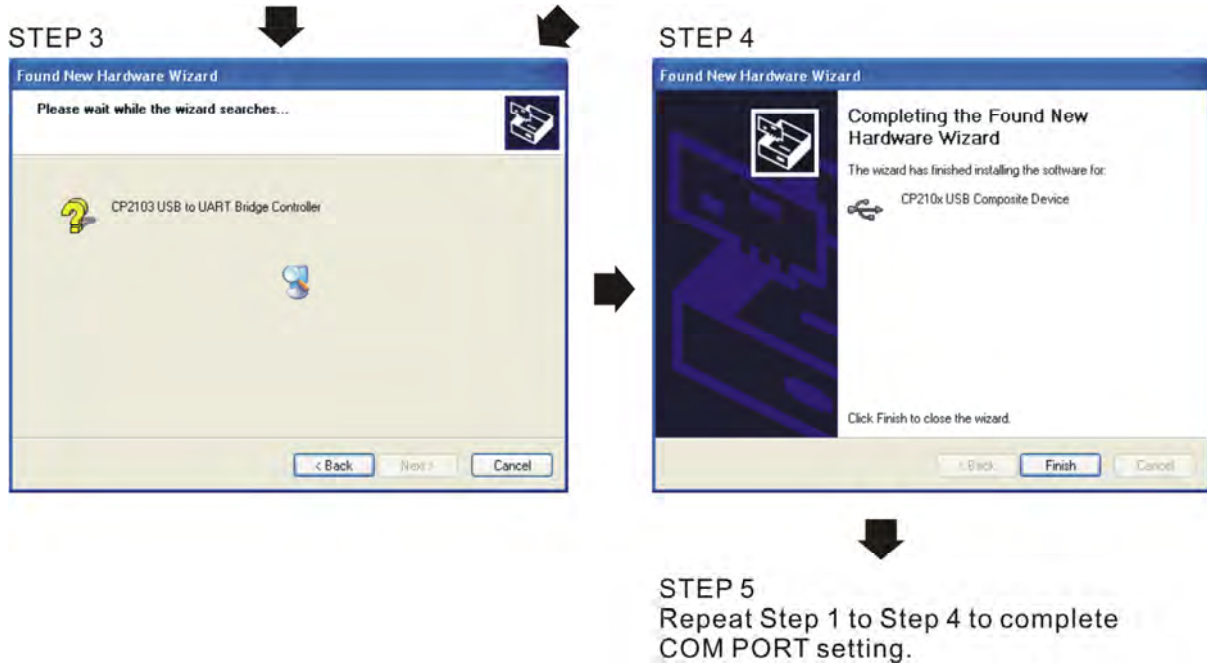 STEP 3
Found New Hardware Wizard
Please wait while the wizard searches...
CP2103 USB to UART Bridge Controller
< Back
Next >
Cancel
STEP 4
Found New Hardware Wizard
Completing the Found New
Hardware Wizard
The wizard has finished installing the software for:
CP210x USB Composite Device
Click Finish to close the wizard.
< Back
Finish
Cancel
STEP 5
Repeat Step 1 to Step 4 to complete
COM PORT setting.